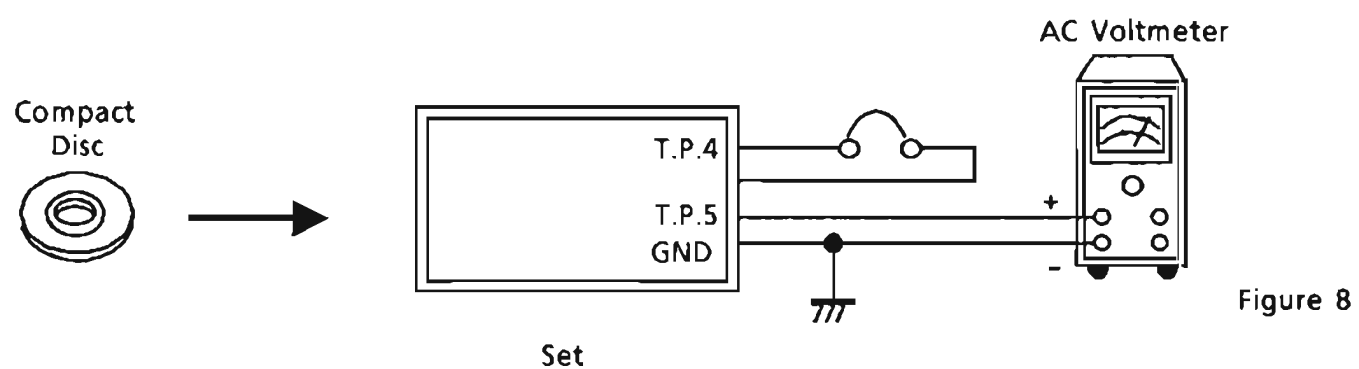 AC Voltmeter
Compact
Disc
T.P.4
T.P.5
GND
+
-
Figure 8
Set